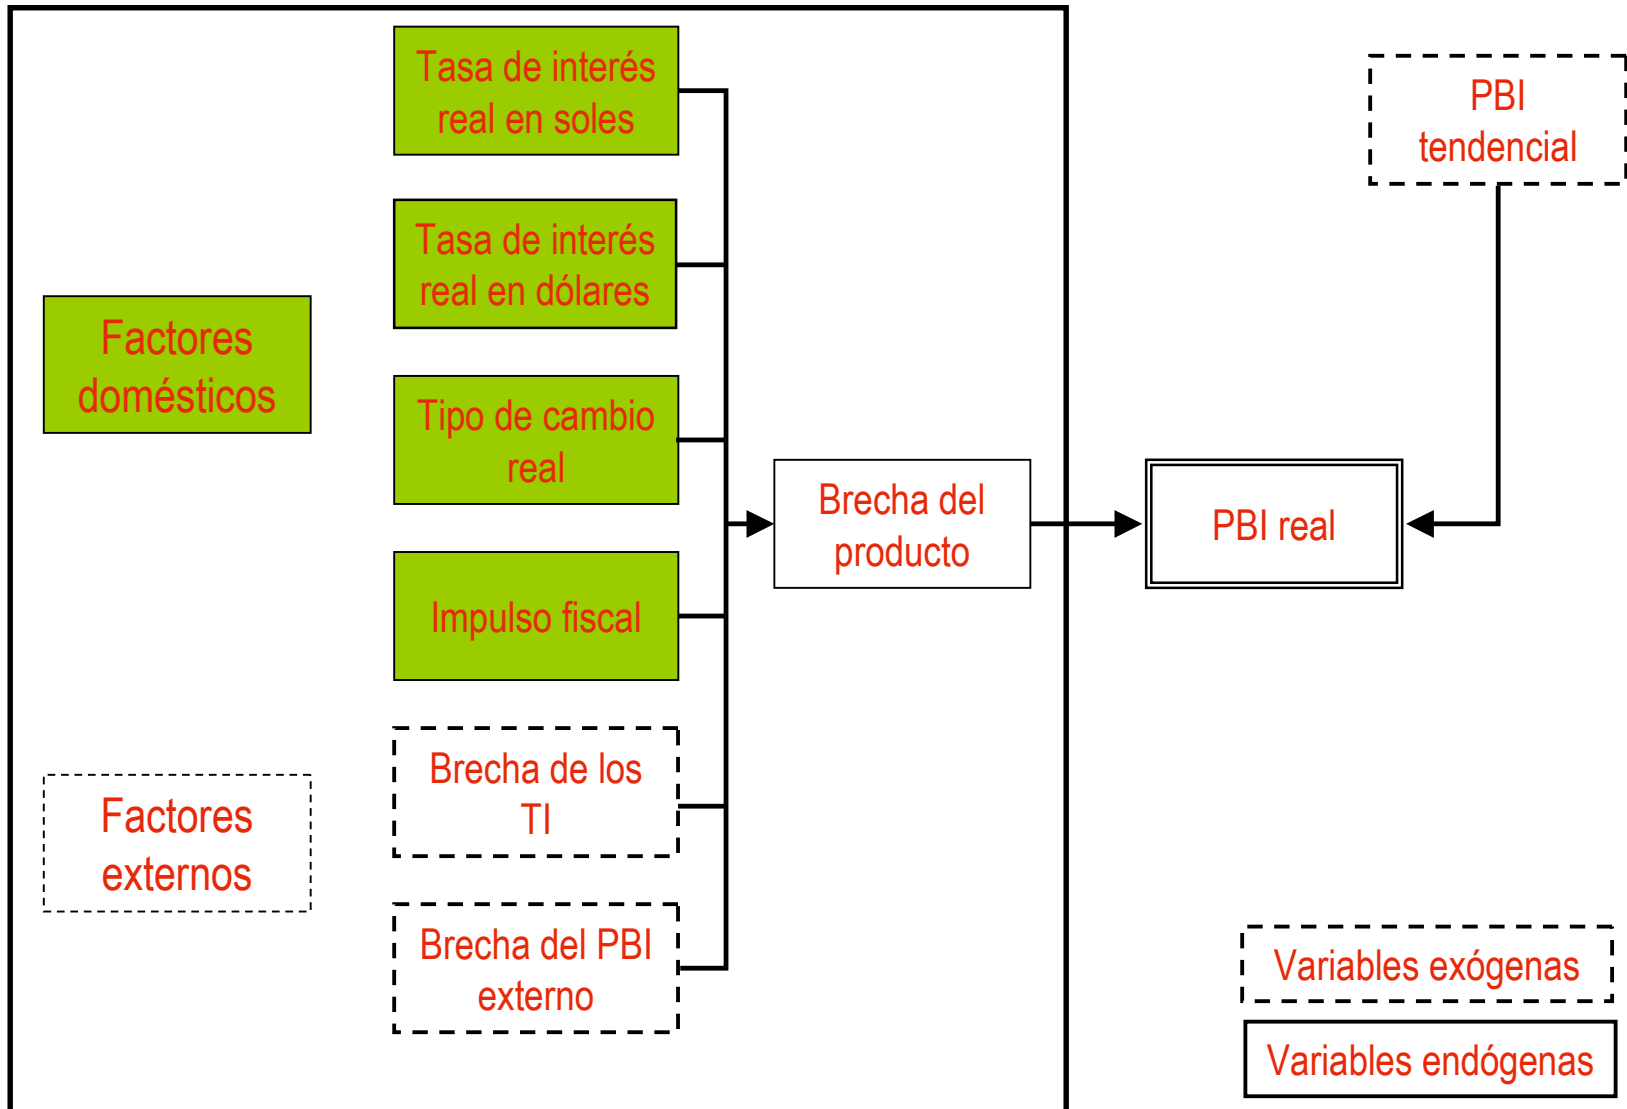 Tasa de interés
real en soles
Tasa de interés
real en dólares
Factores
domésticos
Tipo de cambio
real
Impulso fiscal
Brecha de los
TI
Factores
externos
Brecha del PBI
externo
Brecha del
producto
PBI real
PBI
tendencial
Variables exógenas
Variables endógenas